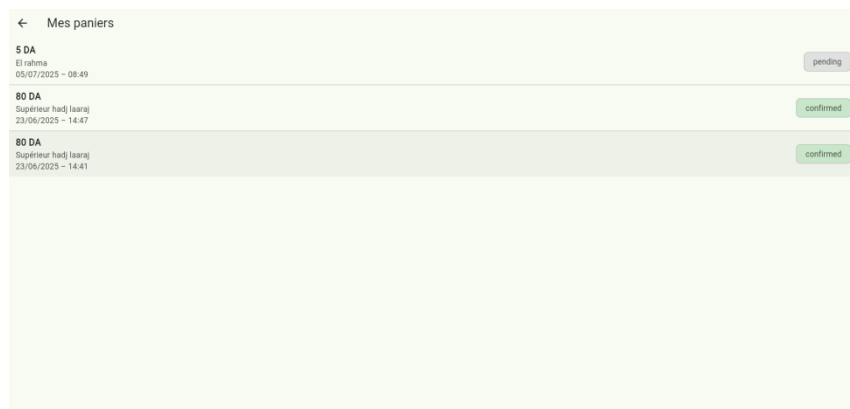 ← Mes paniers
5 DA
El rahma
05/07/2025 – 08:49
pending
80 DA
Supérieur hadj laaraj
23/06/2025 – 14:47
confirmed
80 DA
Supérieur hadj laaraj
23/06/2025 – 14:41
confirmed